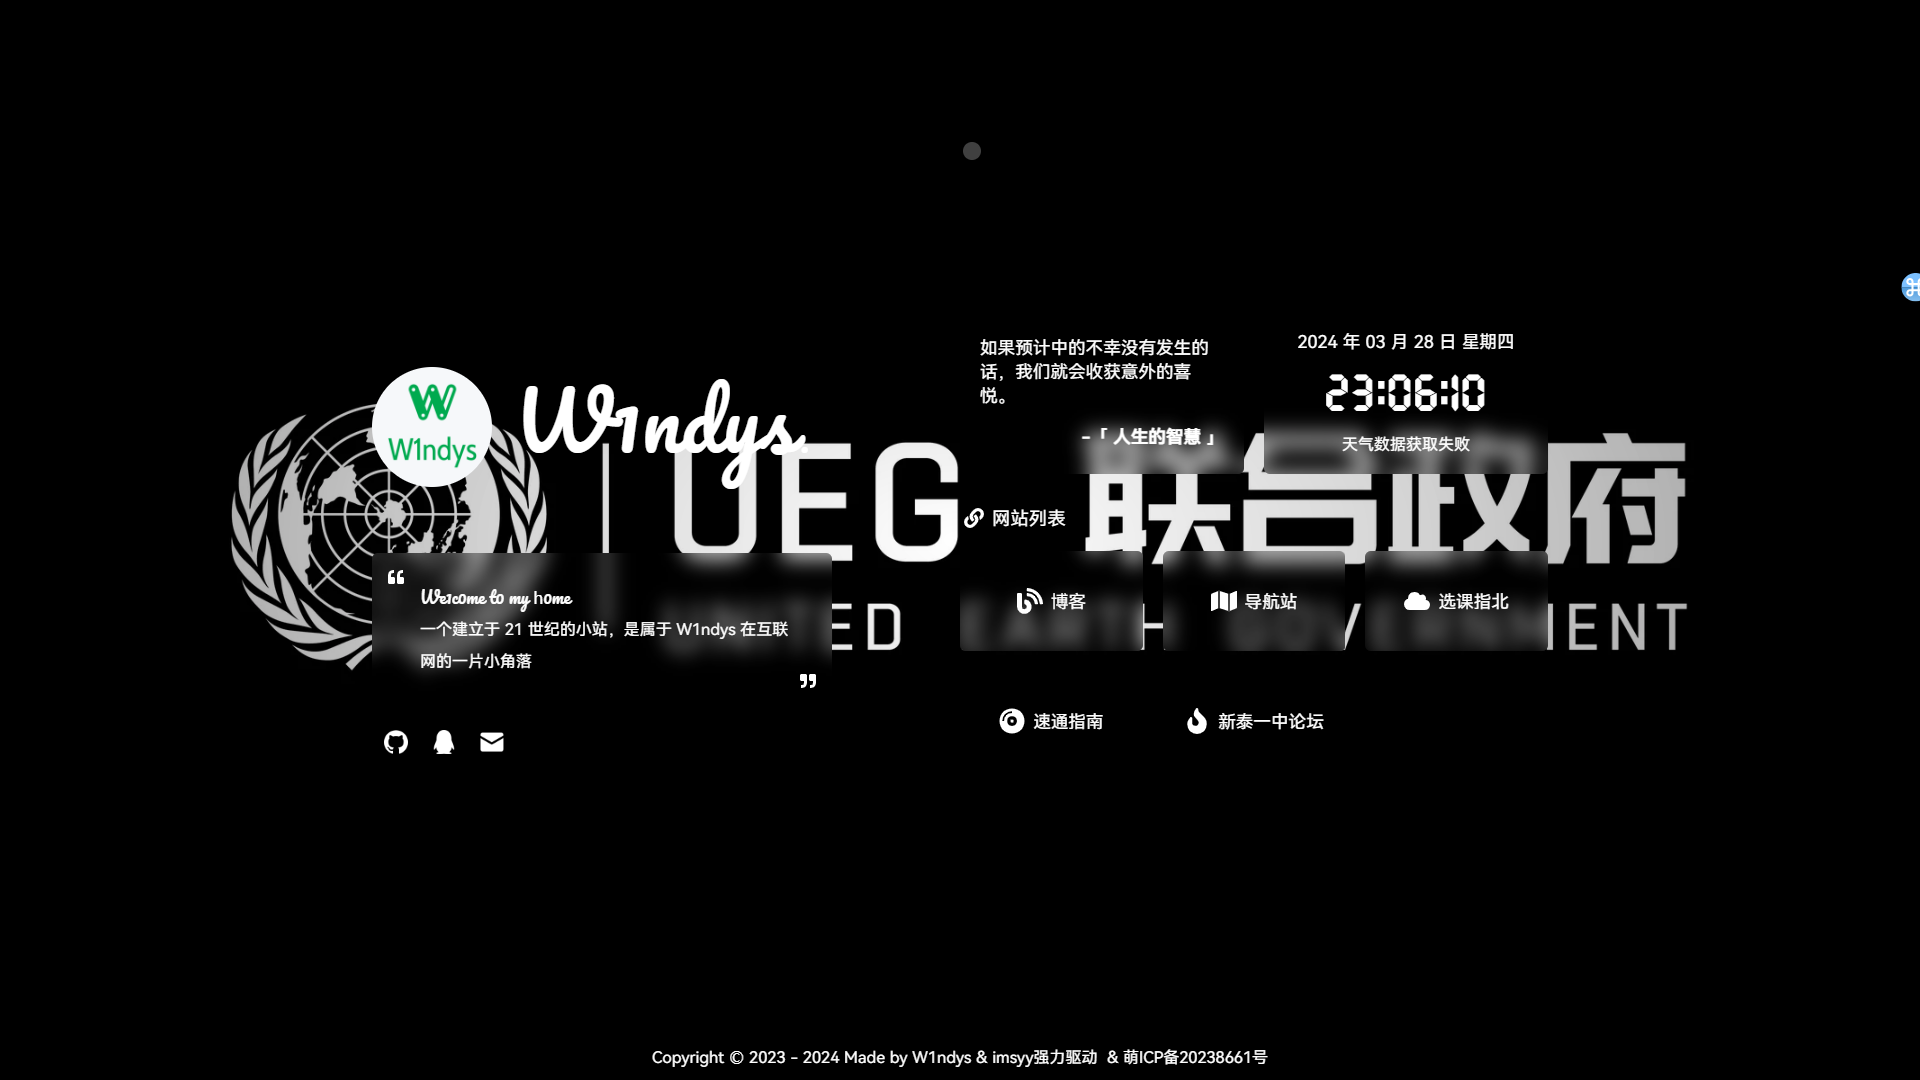 W1ndys
W1ndys.
We1come to my home
一个建立于 21 世纪的小站，是属于 W1ndys 在互联
网的一片小角落
如果预计中的不幸没有发生的
话，我们就会收获意外的喜
悦。
-「 人生的智慧 」
2024 年 03 月 28 日 星期四
23:06:10
天气数据获取失败
UEG 联合政府
UNITED EARTH GOVERNMENT
网站列表
博客
导航站
选课指北
速通指南
新泰一中论坛
Copyright © 2023 - 2024 Made by W1ndys & imsyy强力驱动 & 萌ICP备20238661号